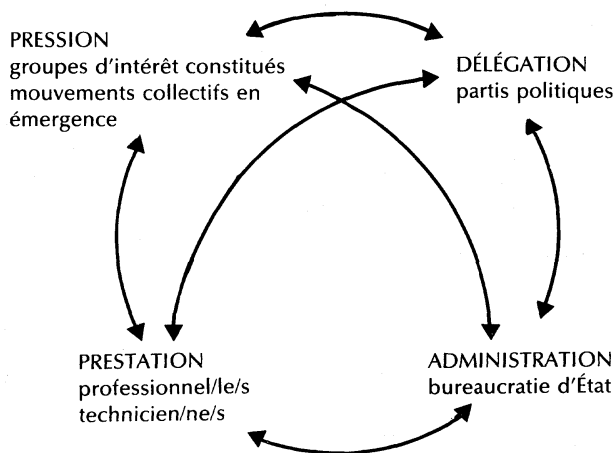 PRESSION
groupes d'intérêt constitués
mouvements collectifs en
émergence
DÉLÉGATION
partis politiques
PRESTATION
professionnel/le/s
technicien/ne/s
ADMINISTRATION
bureaucratie d'État